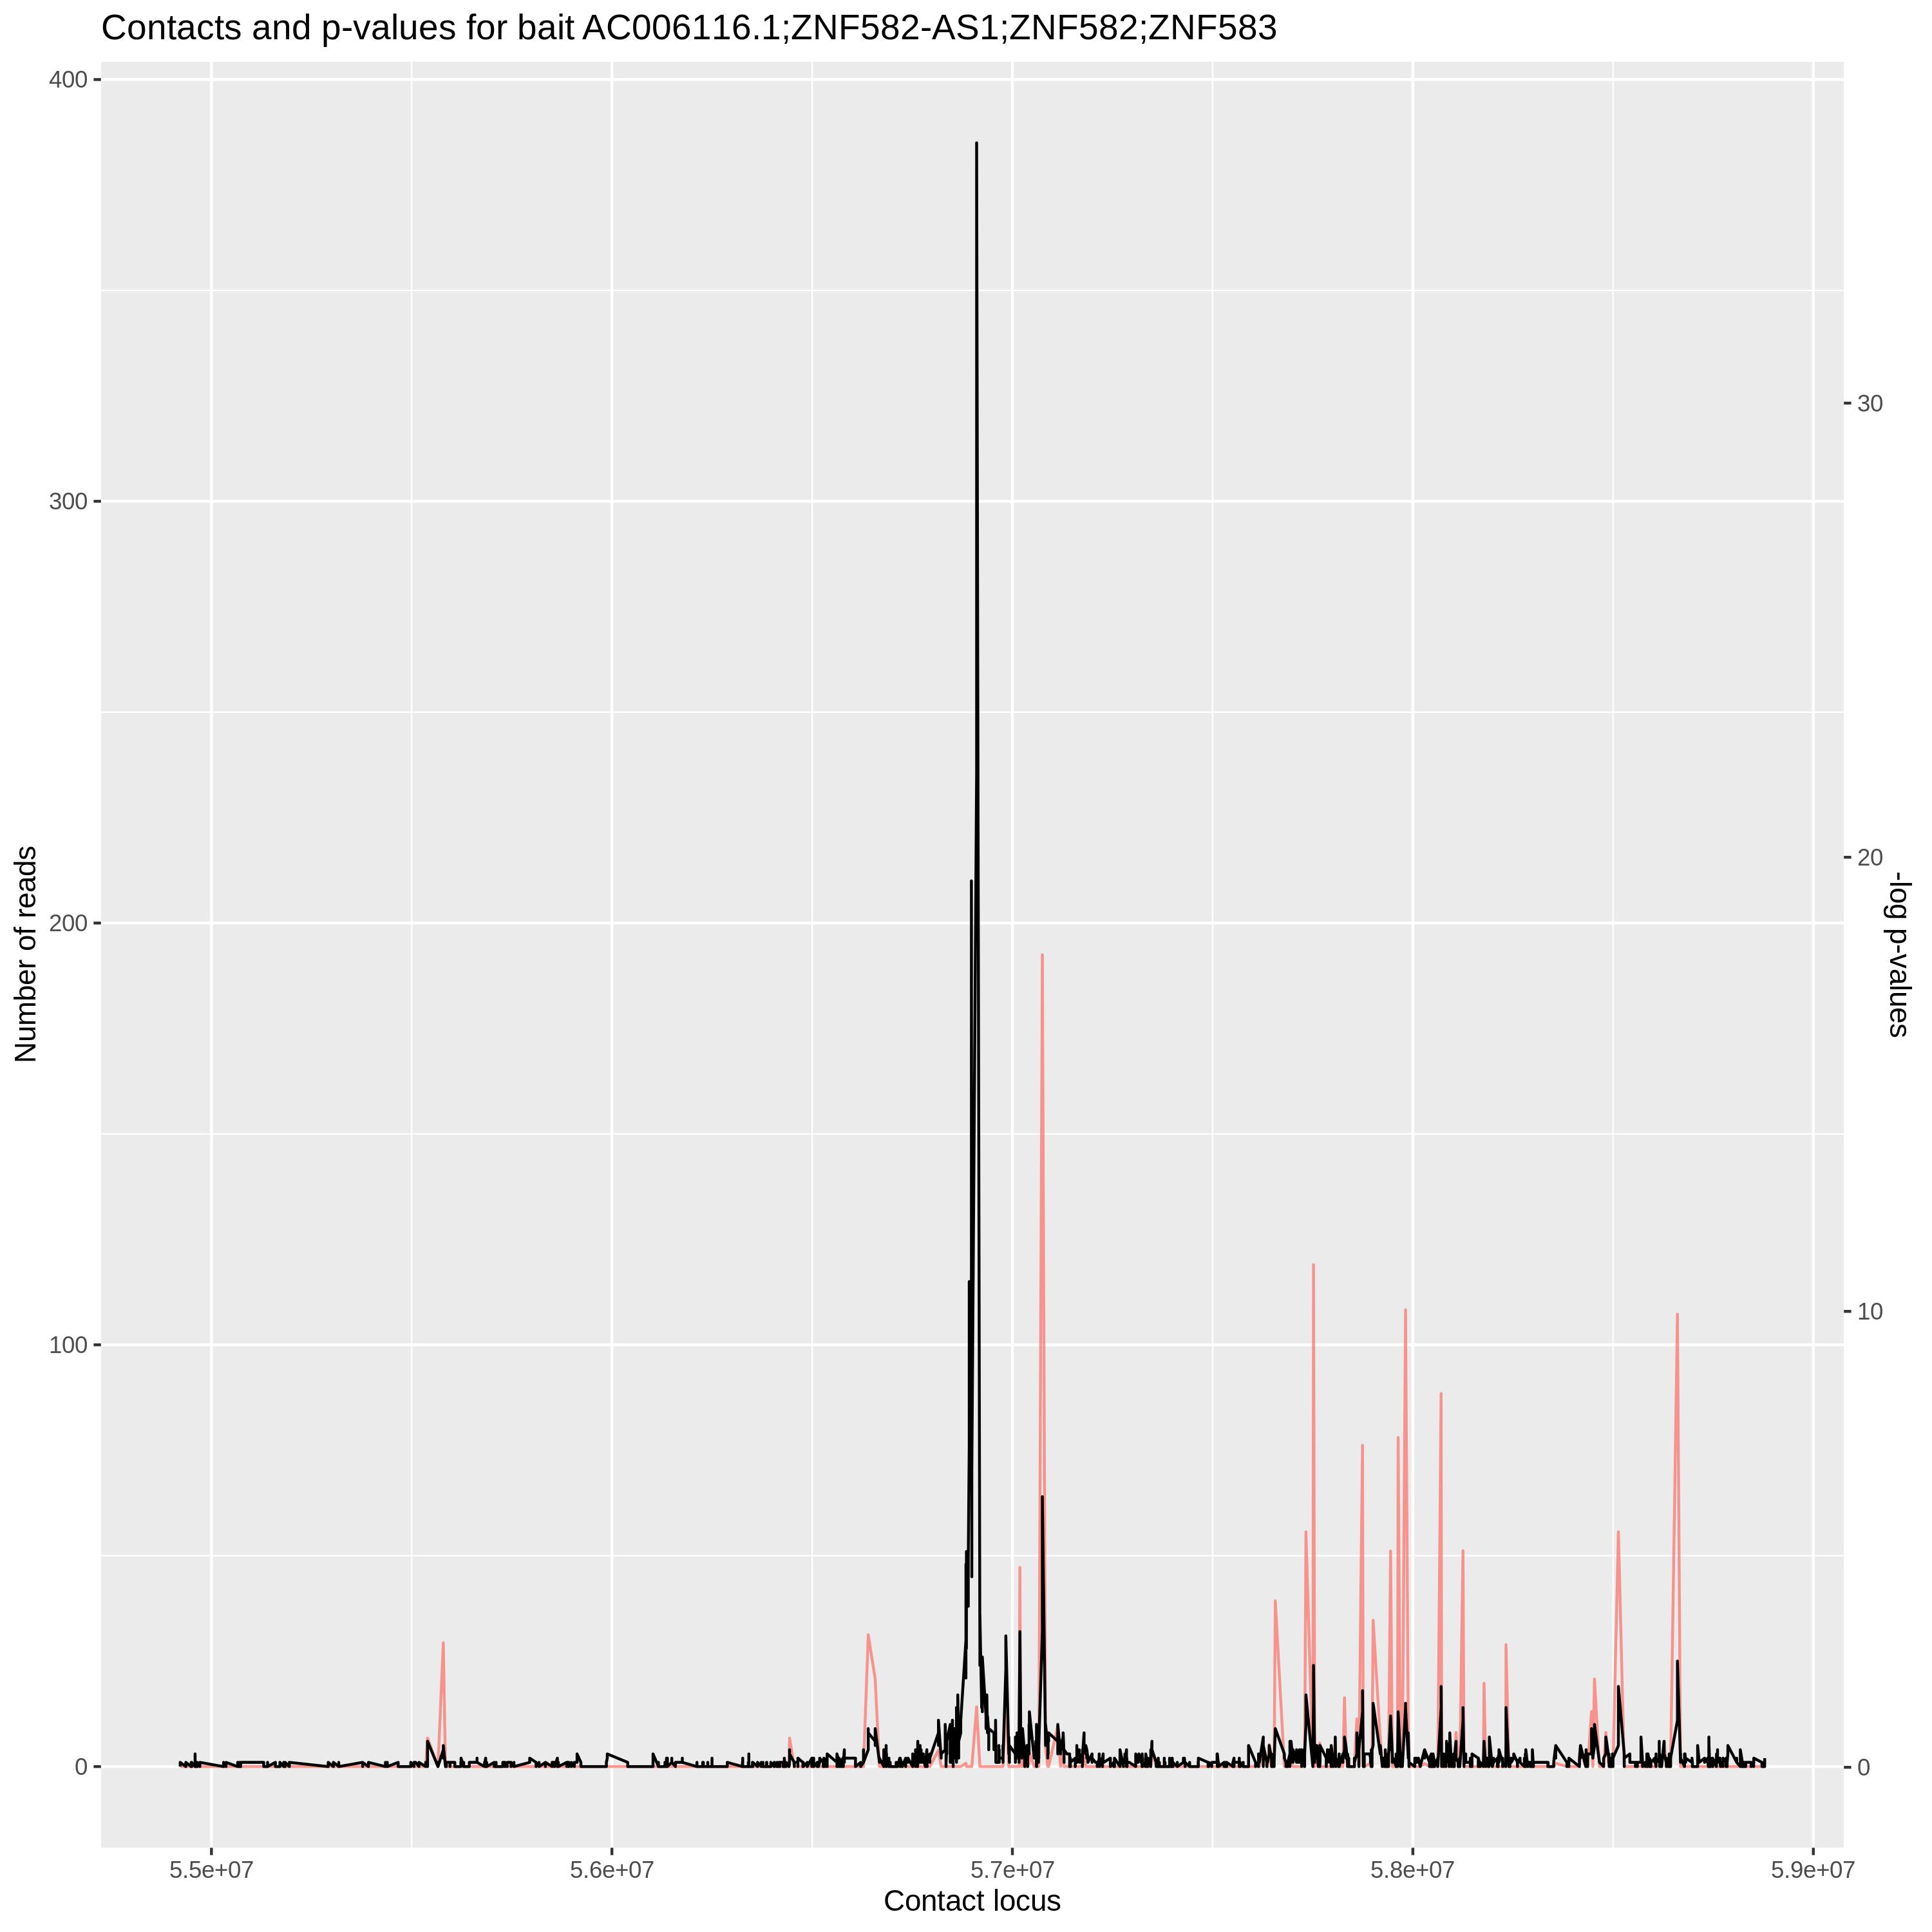 Contacts and p-values for bait AC006116.1;ZNF582-AS1;ZNF582;ZNF583
400
300
200
100
0
Number of reads
30
20
10
0
-log p-values
5.5e+07
5.6e+07
5.7e+07
5.8e+07
5.9e+07
Contact locus